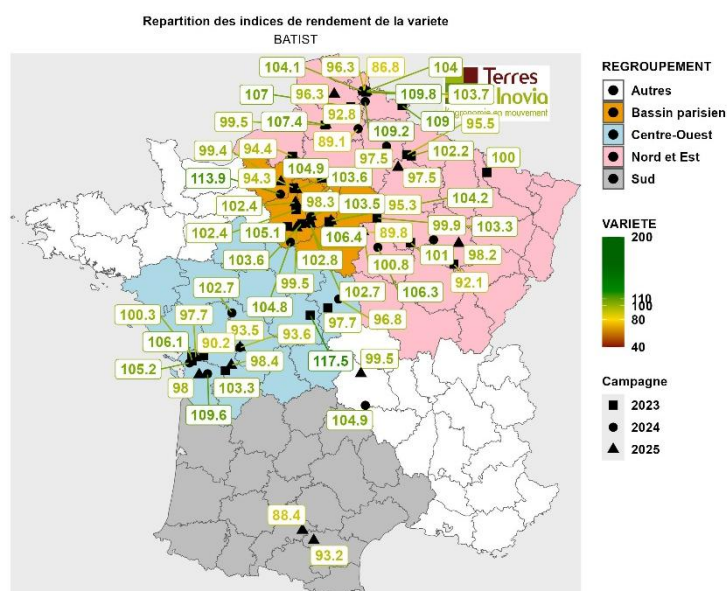 Repartition des indices de rendement de la variete
BATIST
104.1 96.3 86.8 104
107 96.3 109.8 103.7
Terres
Inovia
l'agronomie en mouvement
99.5 107.4 92.8 109.2 109 95.5
89.1
99.4 94.4 97.5 102.2 100
113.9 94.3 104.9 103.6 97.5
102.4 98.3 103.5 95.3 104.2
102.4 105.1 106.4 89.8 99.9 103.3
103.6 102.8 100.8 101 98.2
99.5 106.3 92.1
102.7 104.8 102.7
100.3 97.7 93.5 93.6 97.7 96.8
106.1 90.2
105.2 98.4 117.5 99.5
98 103.3
109.6 104.9
88.4
93.2
REGROUPEMENT
Autres
Bassin parisien
Centre-Ouest
Nord et Est
Sud
VARIETE
200
110
100
80
40
Campagne
2023
2024
2025